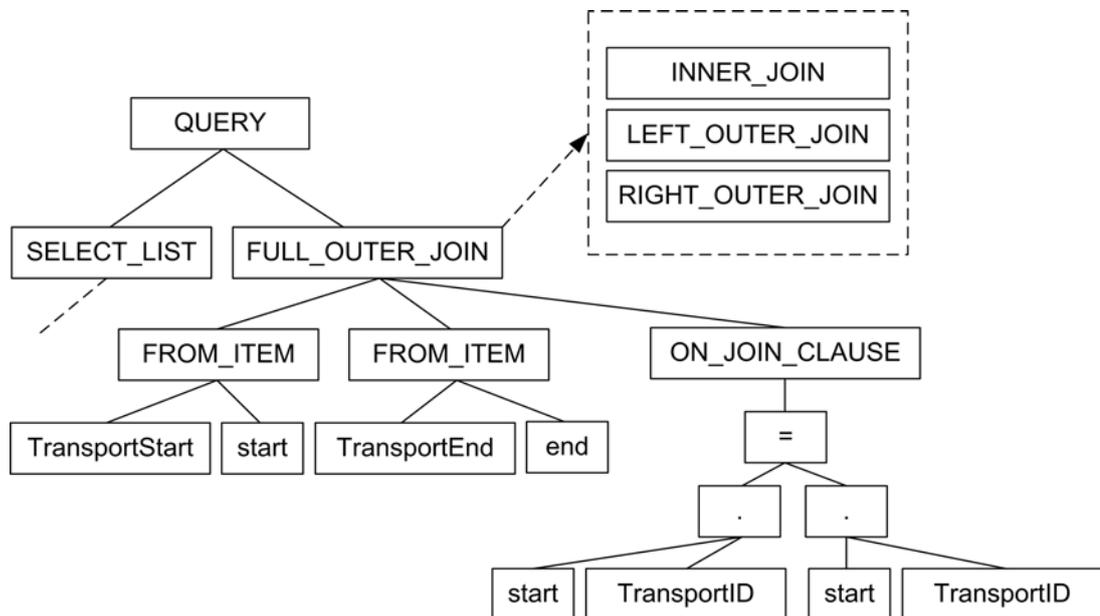 INNER_JOIN
QUERY
LEFT_OUTER_JOIN
RIGHT_OUTER_JOIN
SELECT_LIST
FULL_OUTER_JOIN
FROM_ITEM
FROM_ITEM
ON_JOIN_CLAUSE
TransportStart
start
TransportEnd
end
=
.
.
start
TransportID
start
TransportID